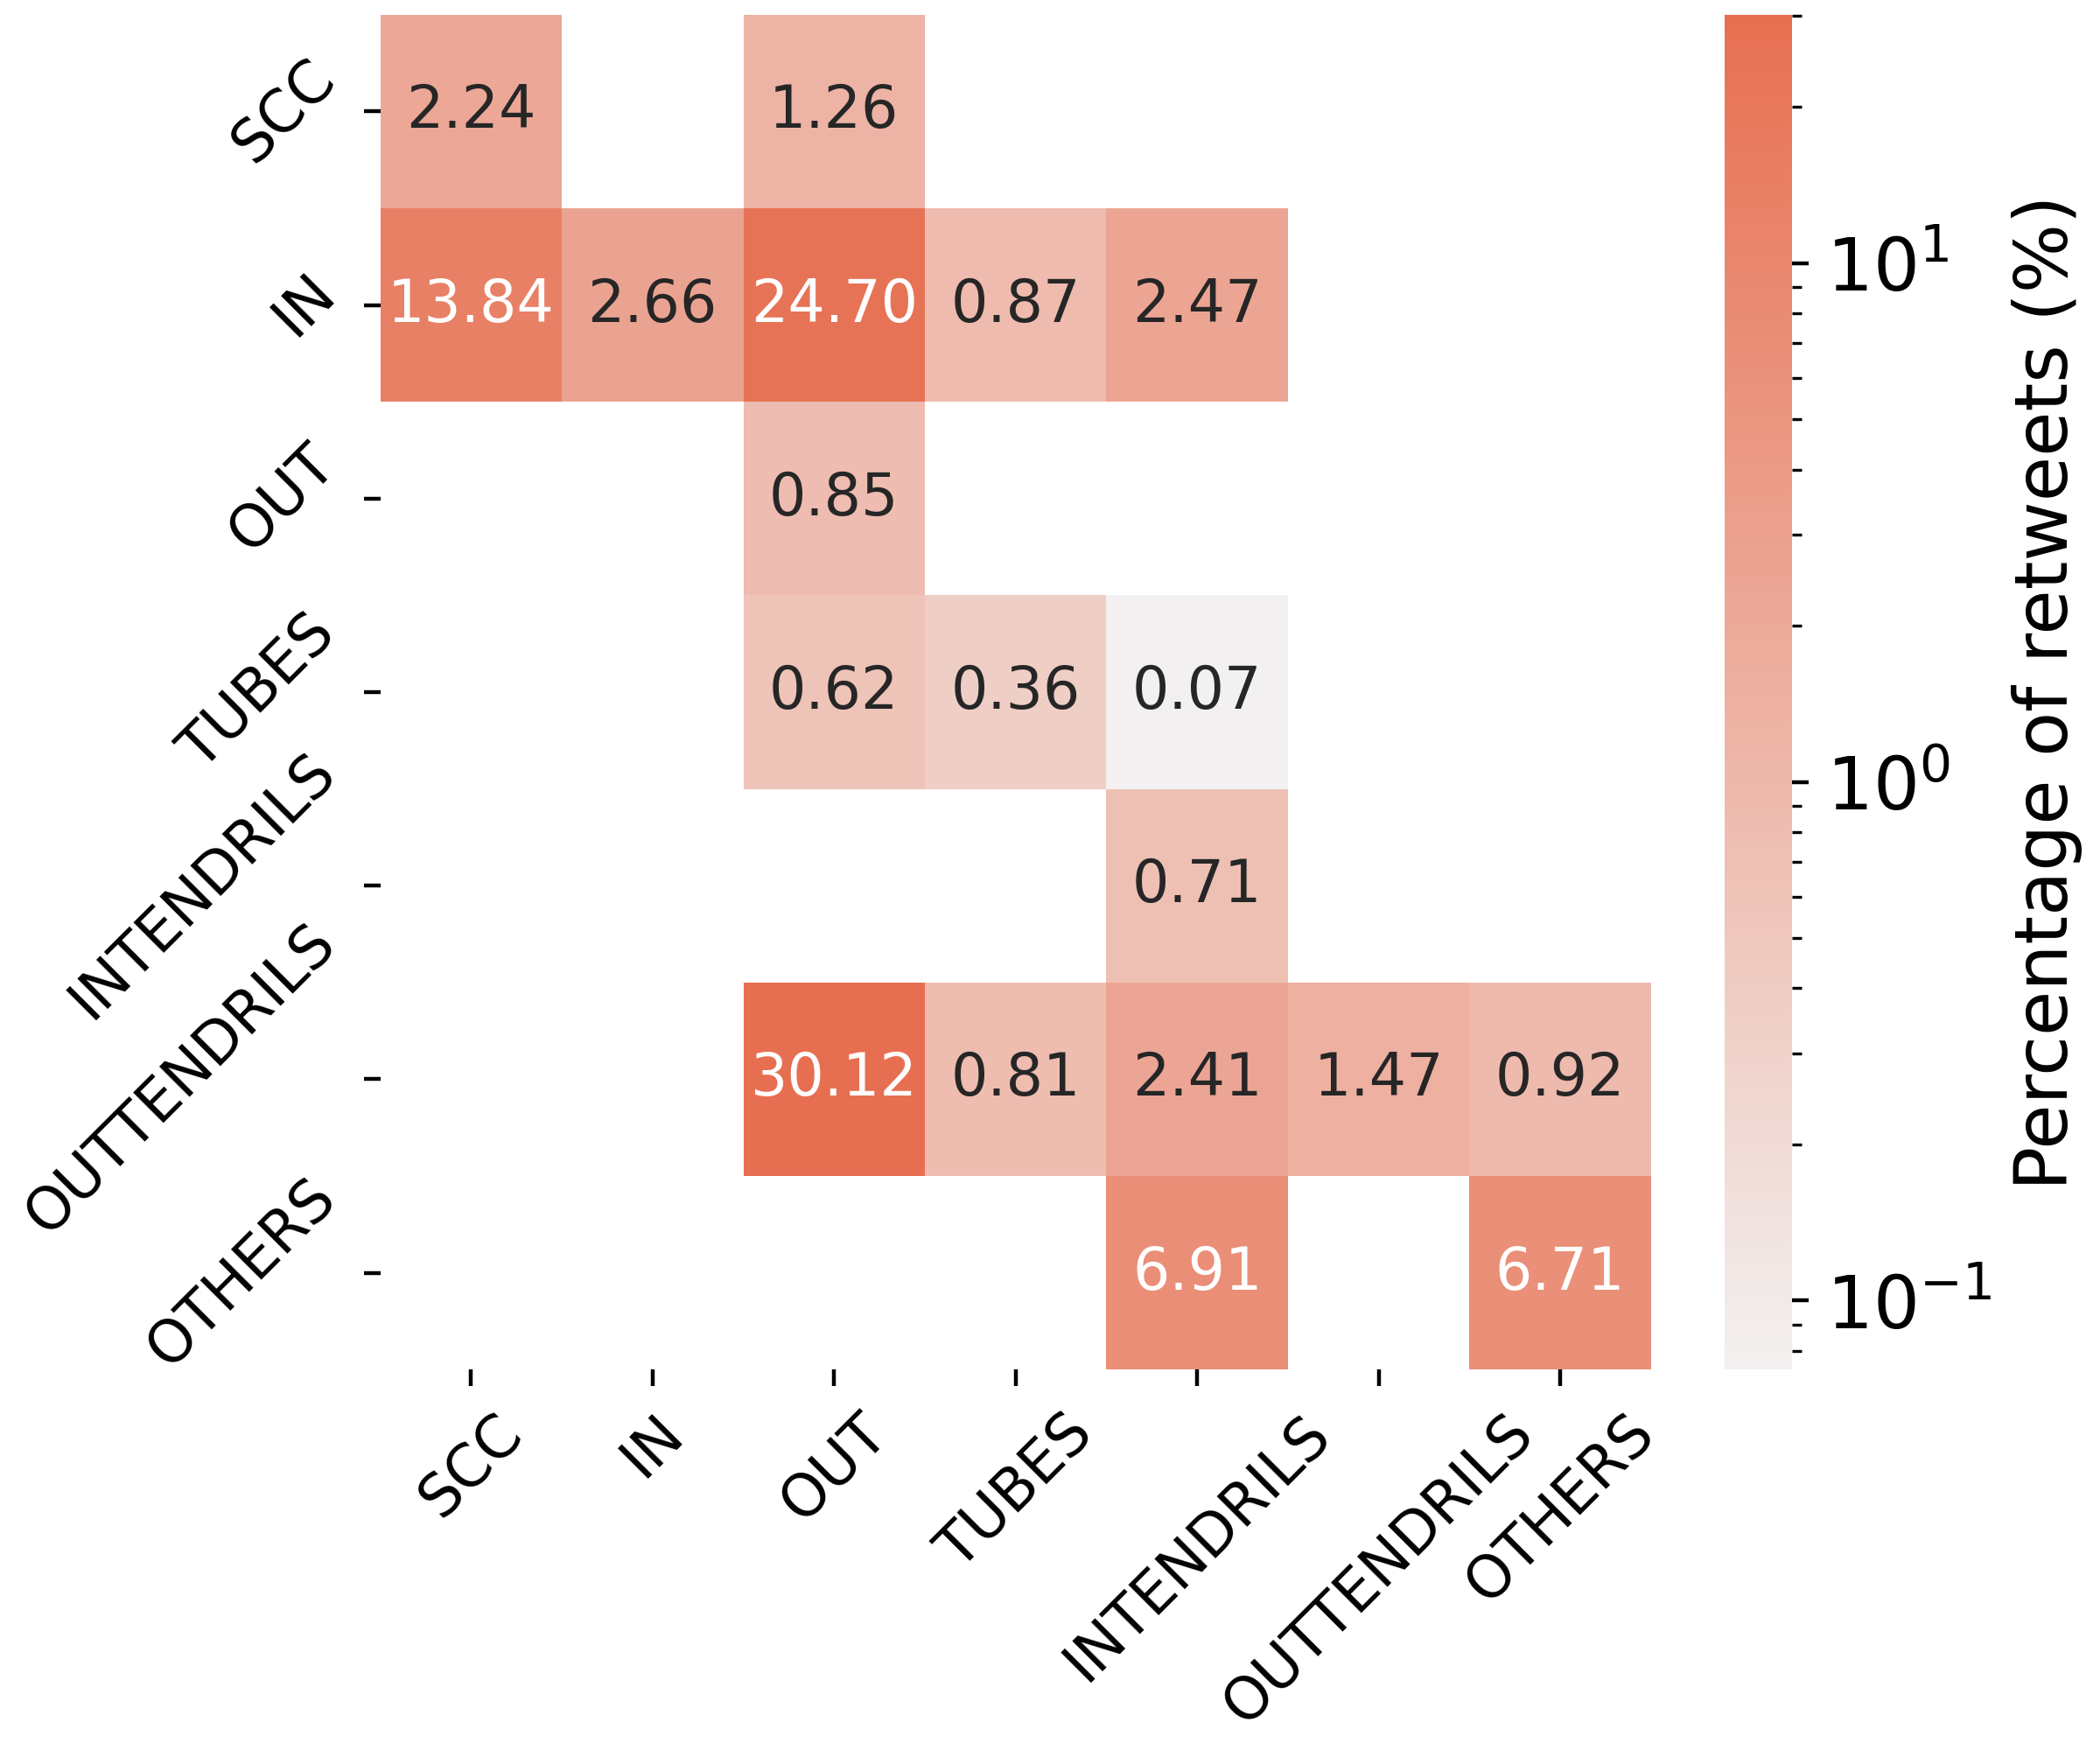 SCC
2.24 1.26
IN
13.84 2.66 24.70 0.87 2.47
OUT
0.85
TUBES
0.62 0.36 0.07
INTENDRILS
0.71
OUTTENDRILS
30.12 0.81 2.41 1.47 0.92
OTHERS
6.91 6.71
SCC IN OUT TUBES INTENDRILS OUTTENDRILS OTHERS
10¹
10⁰
10⁻¹
Percentage of retweets (%)